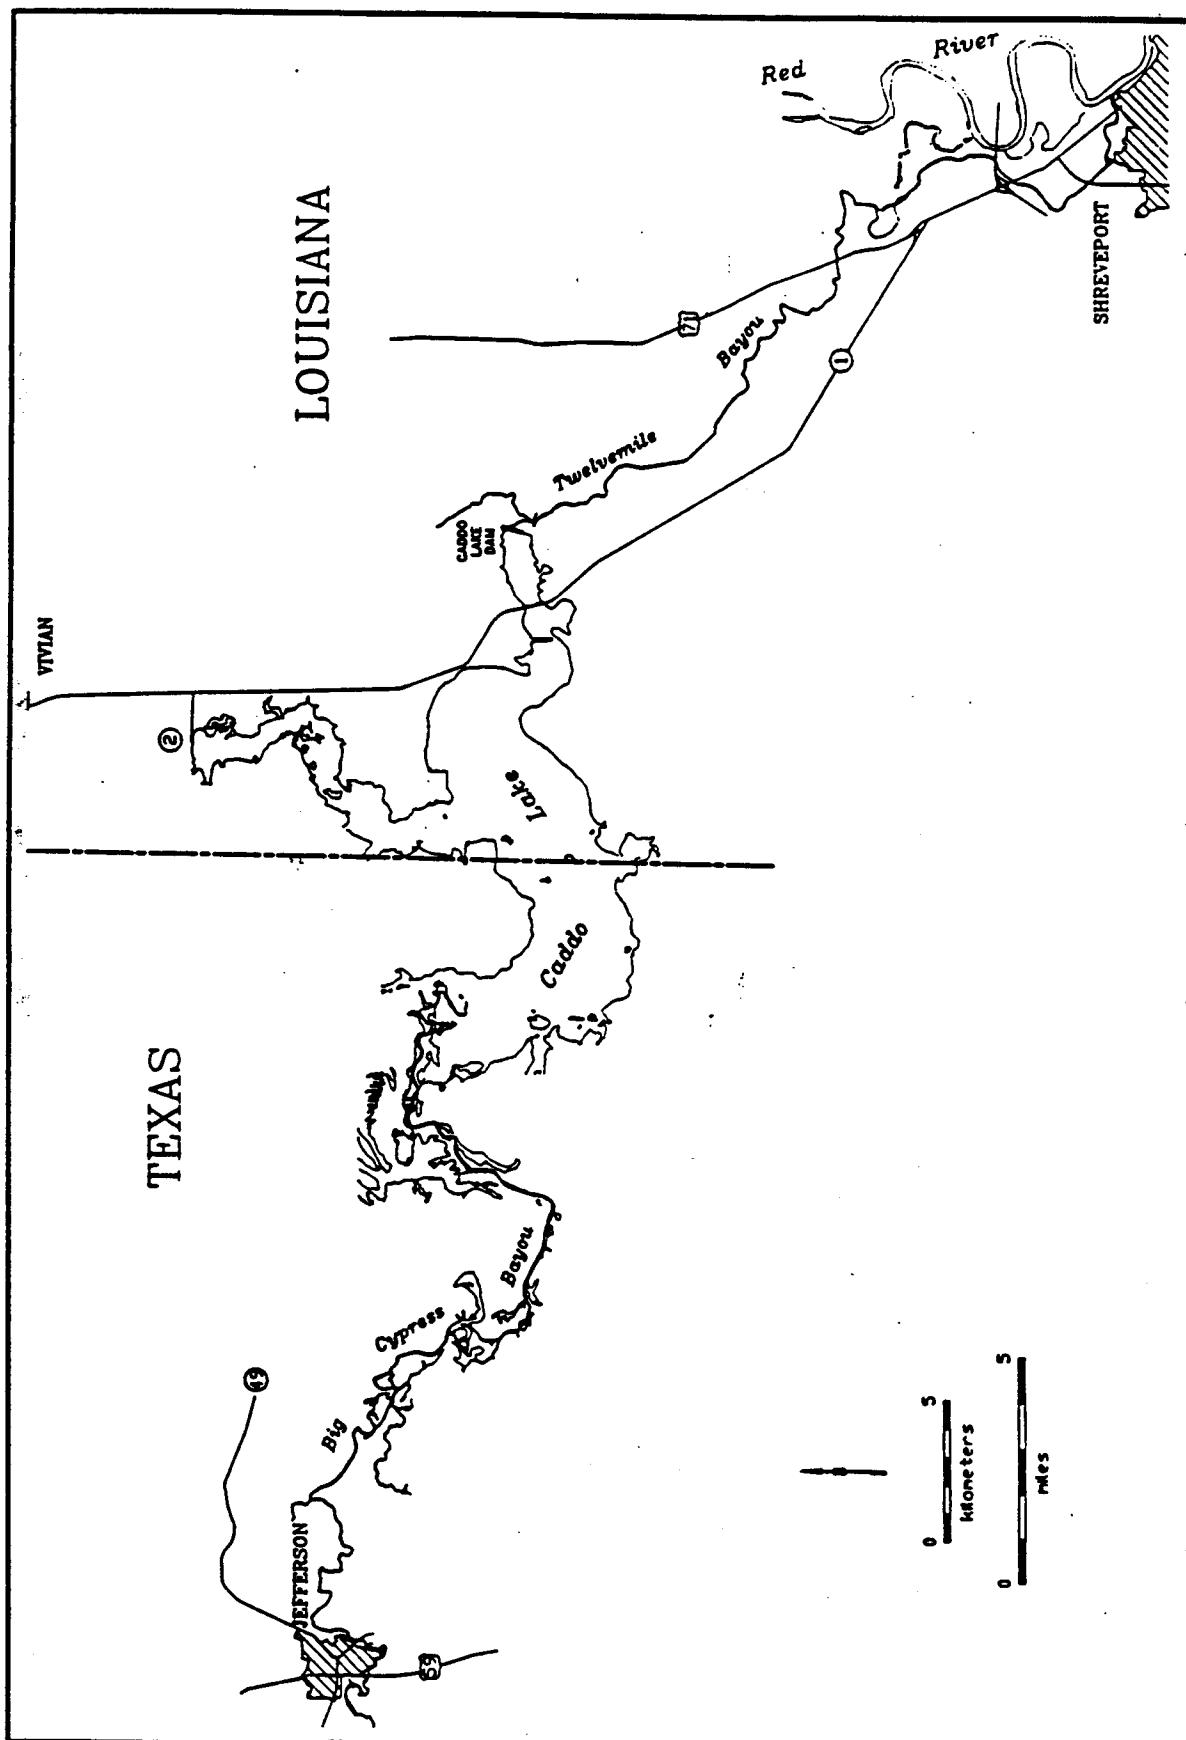 TEXAS
LOUISIANA
VIVIAN
2
49
JEFFERSON
59
Big
Cypress
Bayou
Caddo
Lake
CADDO
LAKE
DAM
Twelvemile
Bayou
71
1
Red
River
SHREVEPORT
0
5
kilometers
0
5
miles